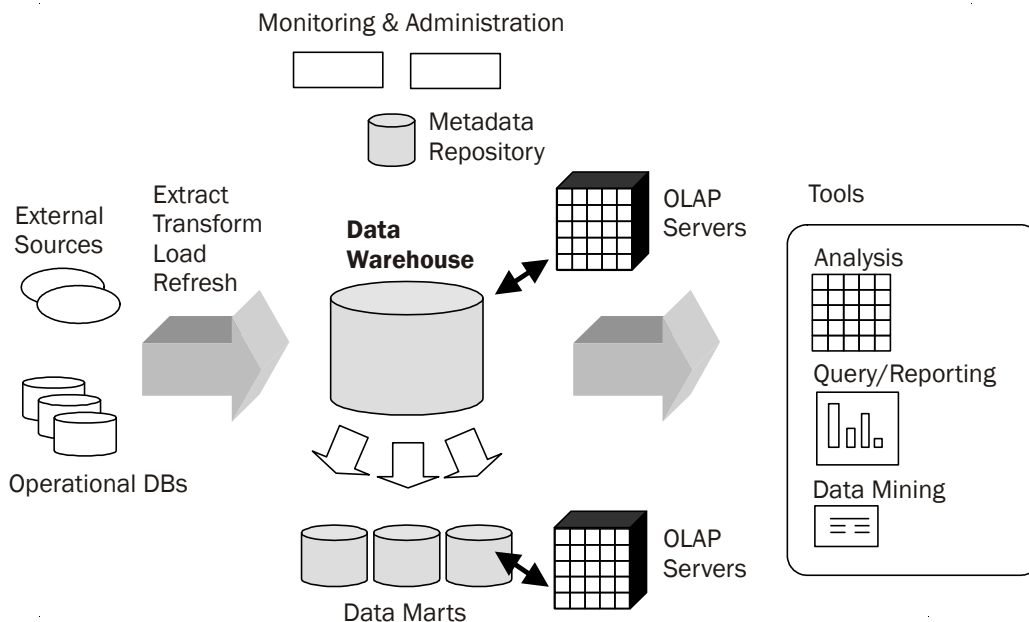 Monitoring & Administration
Metadata
Repository
External
Sources
Extract
Transform
Load
Refresh
Data
Warehouse
OLAP
Servers
Tools
Analysis
Query/Reporting
Data Mining
Operational DBs
Data Marts
OLAP
Servers